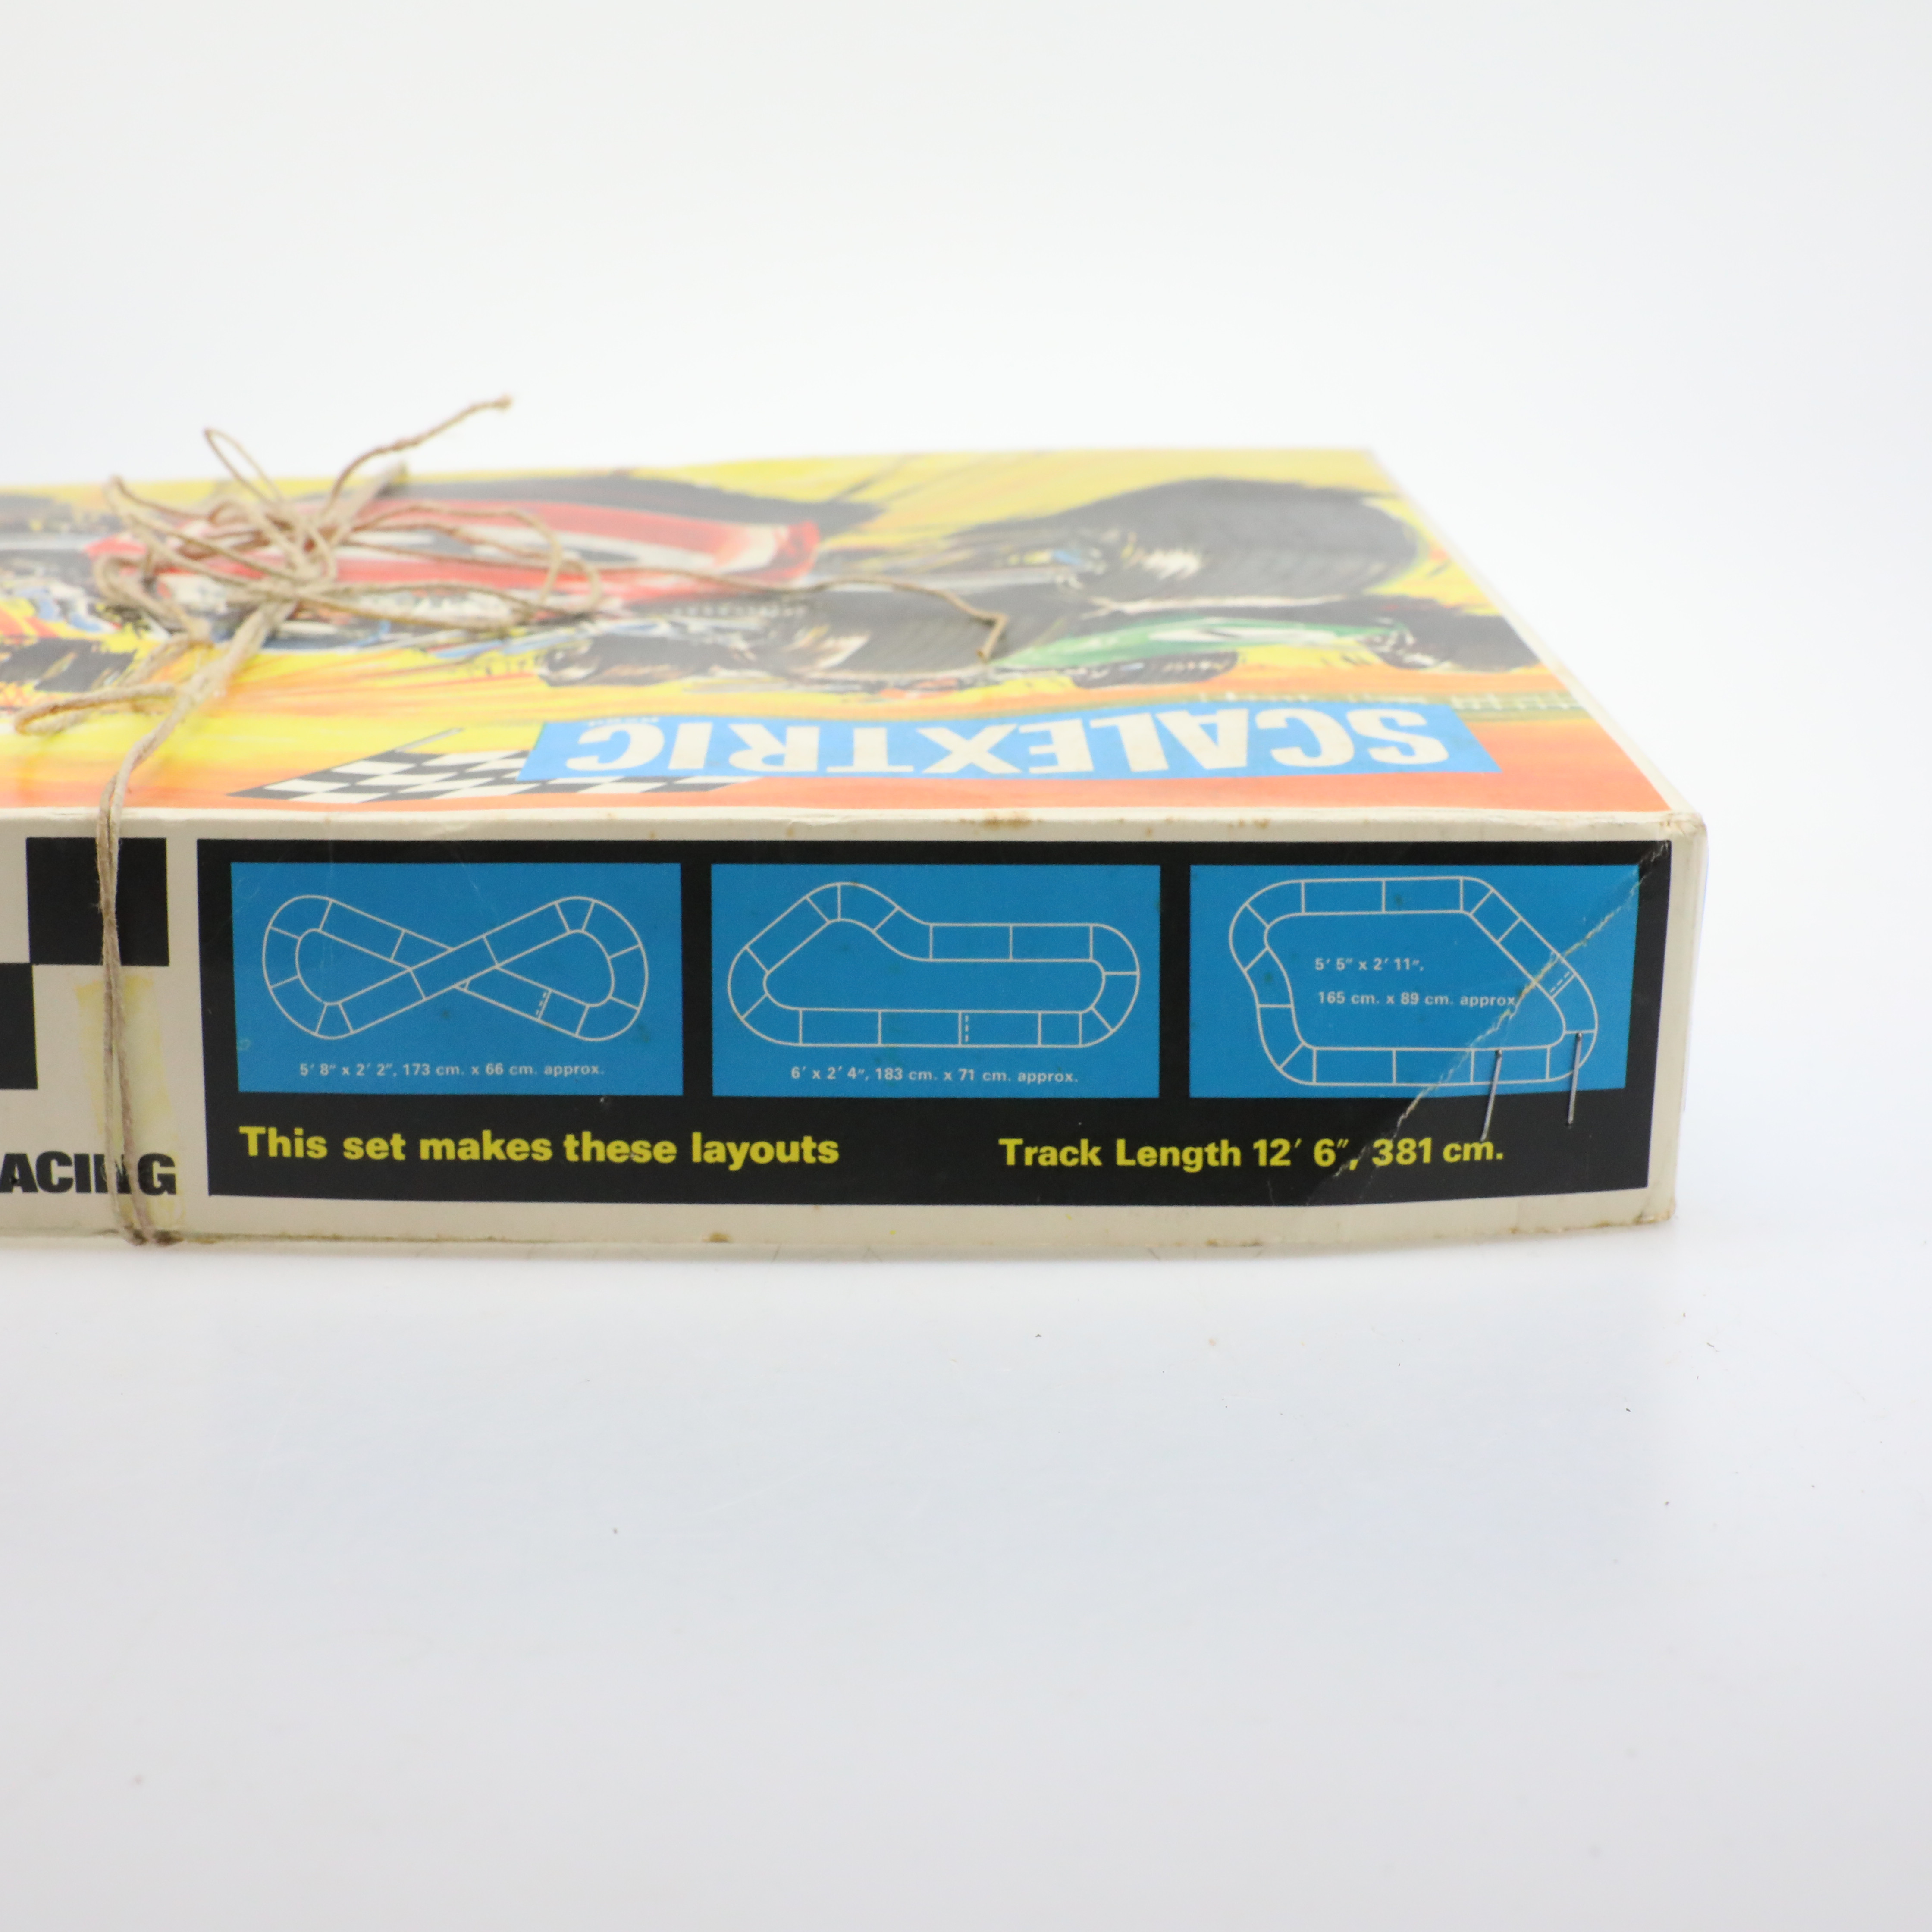 SCALEXTRIC
5' 8" x 2' 2", 173 cm. x 66 cm. approx.
6' x 2' 4", 183 cm. x 71 cm. approx.
5' 5" x 2' 11",
165 cm. x 89 cm. approx
This set makes these layouts
Track Length 12' 6", 381 cm.
ACING